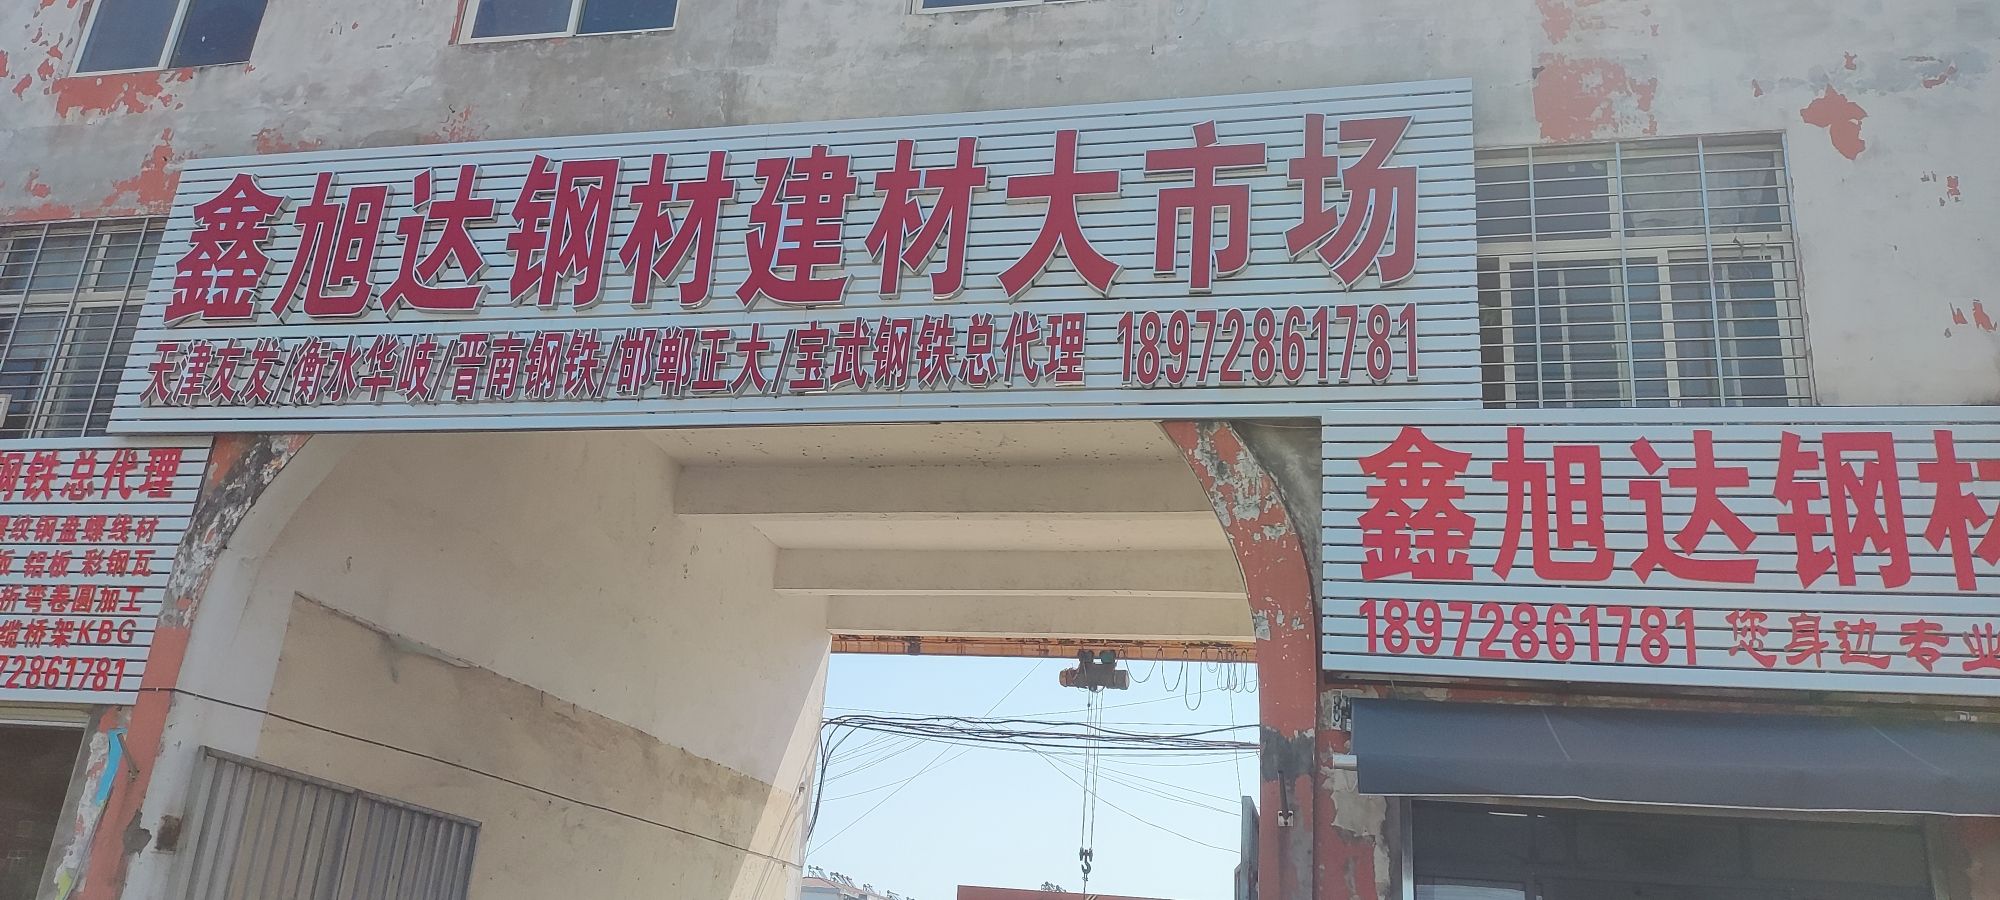 鑫旭达钢材建材大市场
天津友发/衡水华岐/晋南钢铁/邯郸正大/宝武钢铁总代理 18972861781
钢铁总代理
螺纹钢盘螺线材
板 铝板 彩钢瓦
折弯卷圆加工
缆桥架KBG
72861781
鑫旭达钢材
18972861781 您身边专业